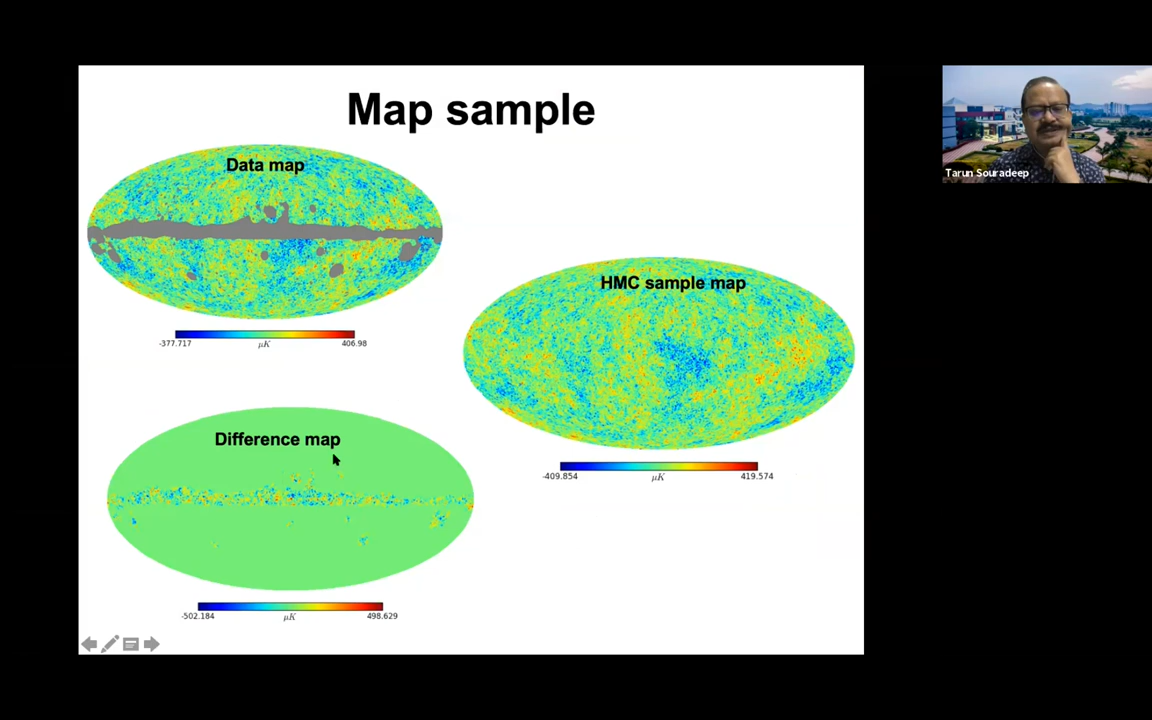 Map sample
Data map
-377.717 μK 406.98
HMC sample map
-409.854 μK 419.574
Difference map
-502.184 μK 498.629
Tarun Souradeep